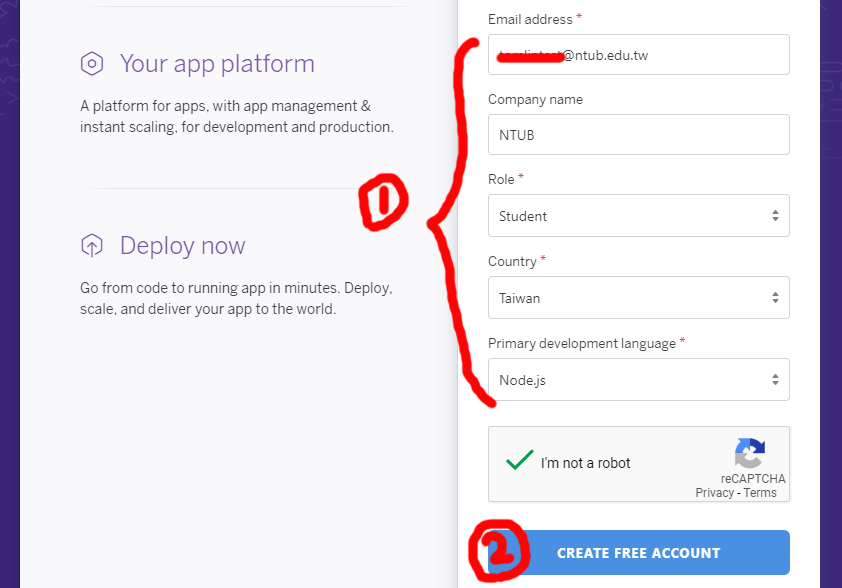 Your app platform
A platform for apps, with app management &
instant scaling, for development and production.
Deploy now
Go from code to running app in minutes. Deploy,
scale, and deliver your app to the world.
1
Email address *
@ntub.edu.tw
Company name
NTUB
Role *
Student
Country *
Taiwan
Primary development language *
Node.js
I'm not a robot
reCAPTCHA
Privacy - Terms
2
CREATE FREE ACCOUNT